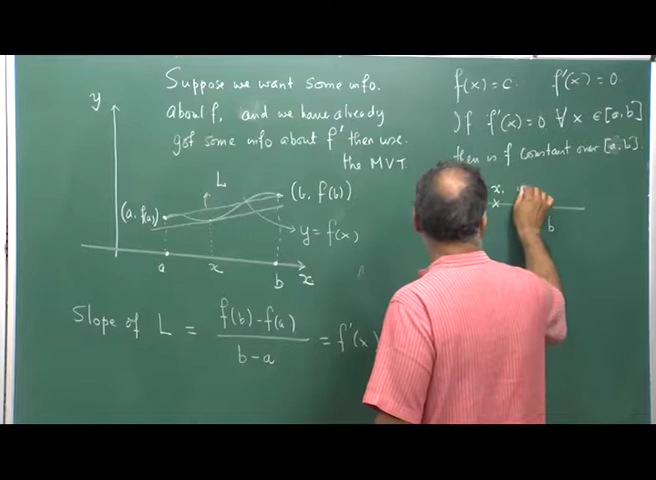 Suppose we want some info.
about f, and we have already
got some info about f' then use.
the MVT.
y
L
(a, f(a))
(b, f(b))
y = f(x)
a
x
b
x
Slope of L = f(b) - f(a) / b - a = f'(x
f(x) = c. f'(x) = 0.
)f f'(x) = 0 ∀ x ∈ [a, b]
then is f constant over [a, b].
x,
b